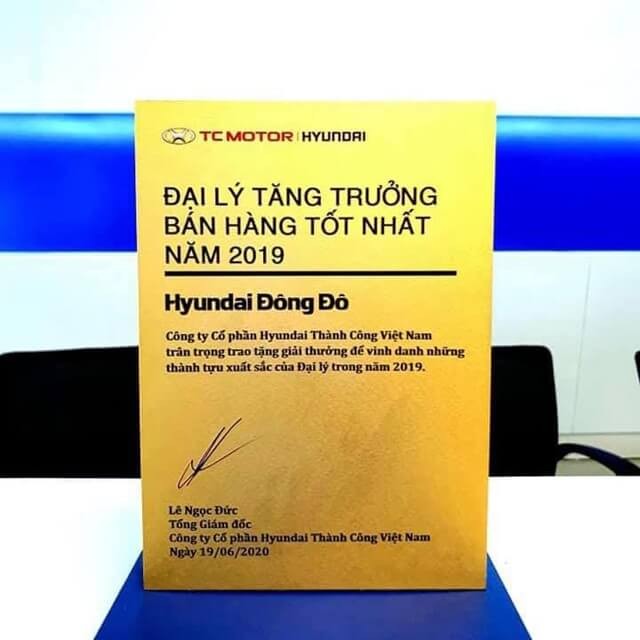 TC MOTOR | HYUNDAI
ĐẠI LÝ TĂNG TRƯỞNG
BÁN HÀNG TỐT NHẤT
NĂM 2019
Hyundai Đông Đô
Công ty Cổ phần Hyundai Thành Công Việt Nam
trân trọng trao tặng giải thưởng để vinh danh những
thành tựu xuất sắc của Đại lý trong năm 2019.
Lê Ngọc Đức
Tổng Giám đốc
Công ty Cổ phần Hyundai Thành Công Việt Nam
Ngày 19/06/2020